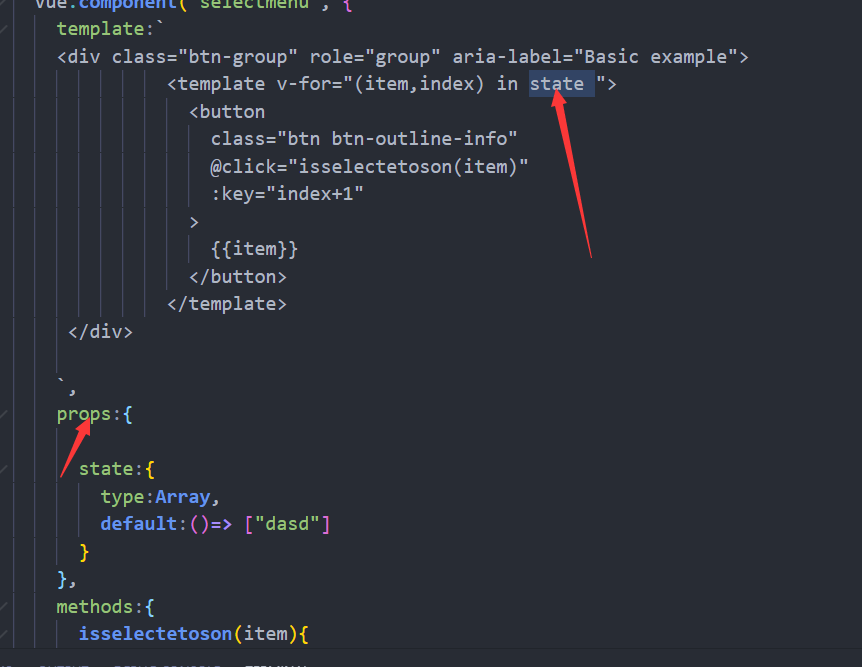 vue.component("selectmenu", {
template:`
<div class="btn-group" role="group" aria-label="Basic example">
<template v-for="(item,index) in state ">
<button
class="btn btn-outline-info"
@click="isselectetoson(item)"
:key="index+1"
>
{{item}}
</button>
</template>
</div>
`,
props:{
state:{
type:Array,
default:()=> ["dasd"]
}
},
methods:{
isselectetoson(item){